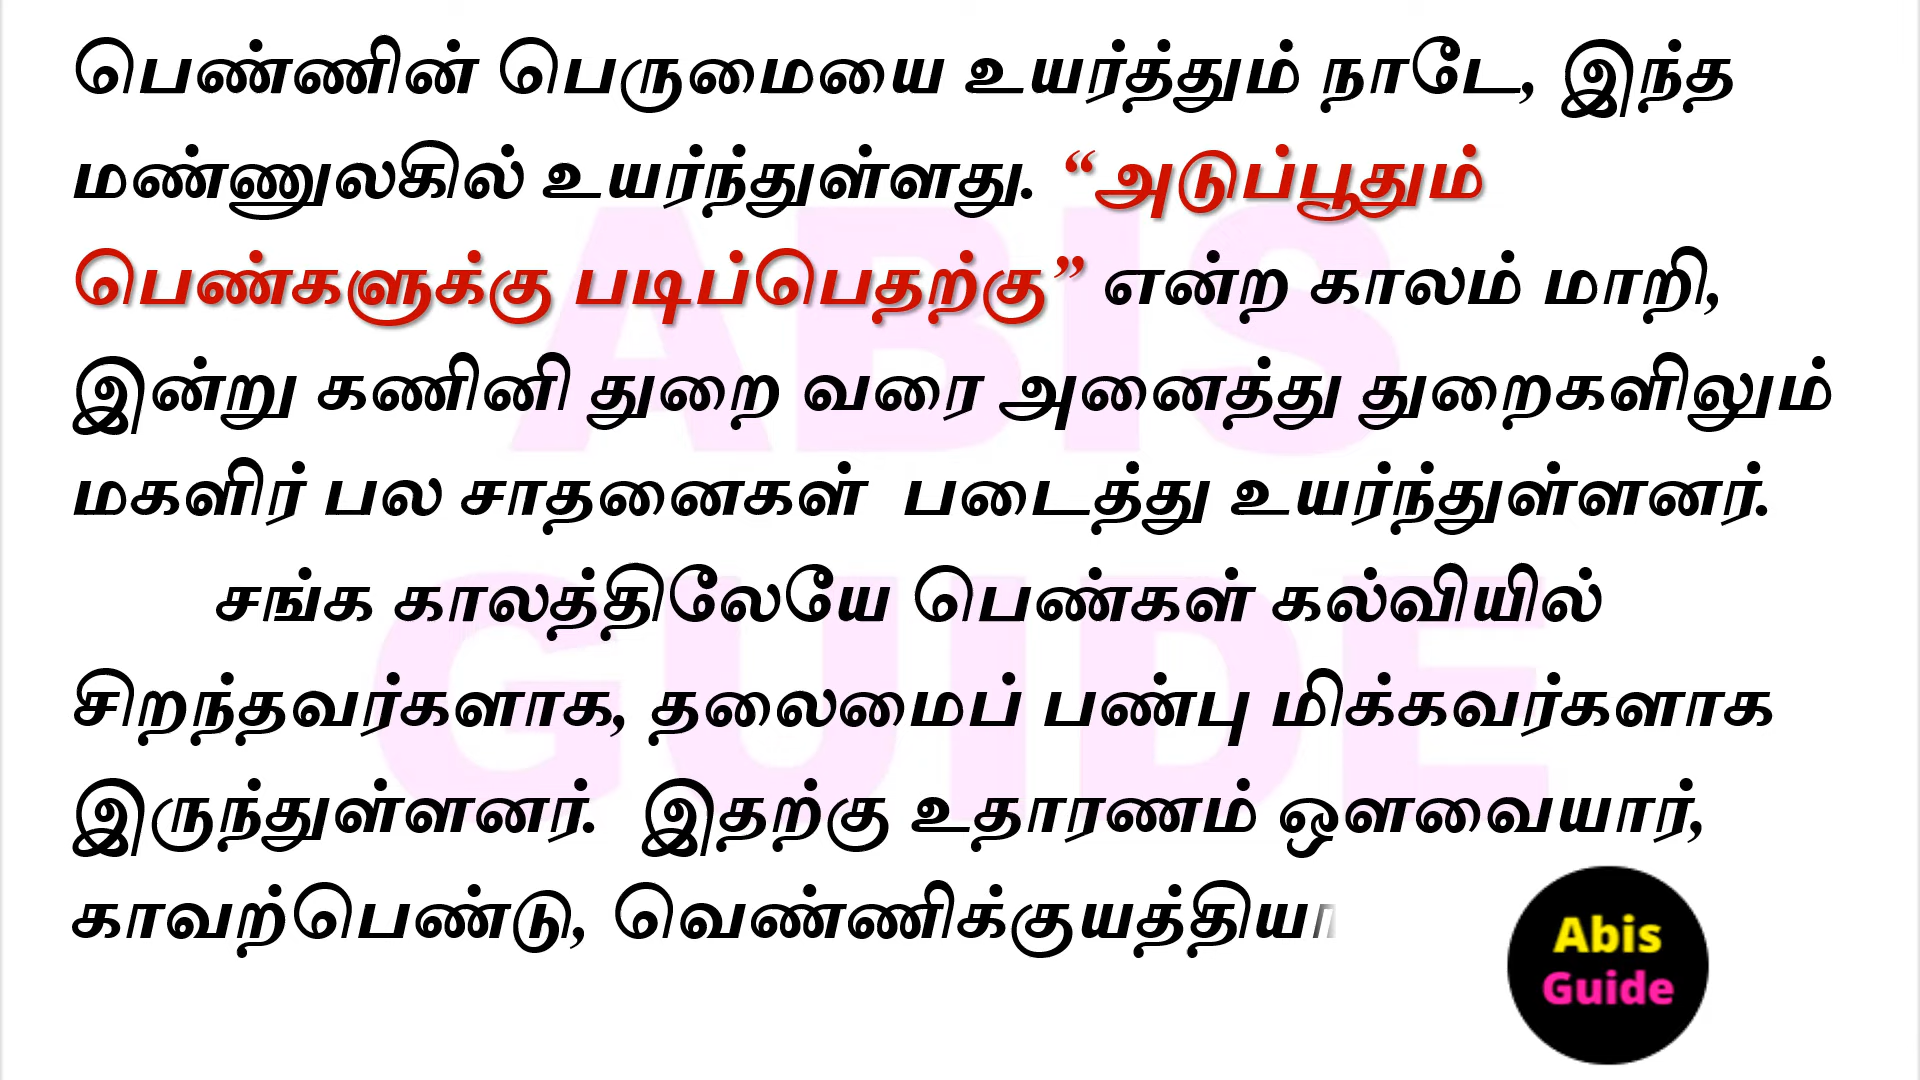 பெண்ணின் பெருமையை உயர்த்தும் நாடே, இந்த
மண்ணுலகில் உயர்ந்துள்ளது. “அடுப்பூதும்
பெண்களுக்கு படிப்பெதற்கு” என்ற காலம் மாறி,
இன்று கணினி துறை வரை அனைத்து துறைகளிலும்
மகளிர் பல சாதனைகள் படைத்து உயர்ந்துள்ளனர்.
சங்க காலத்திலேயே பெண்கள் கல்வியில்
சிறந்தவர்களாக, தலைமைப் பண்பு மிக்கவர்களாக
இருந்துள்ளனர். இதற்கு உதாரணம் ஔவையார்,
காவற்பெண்டு, வெண்ணிக்குயத்தியா
ABIS
GUIDE
Abis
Guide